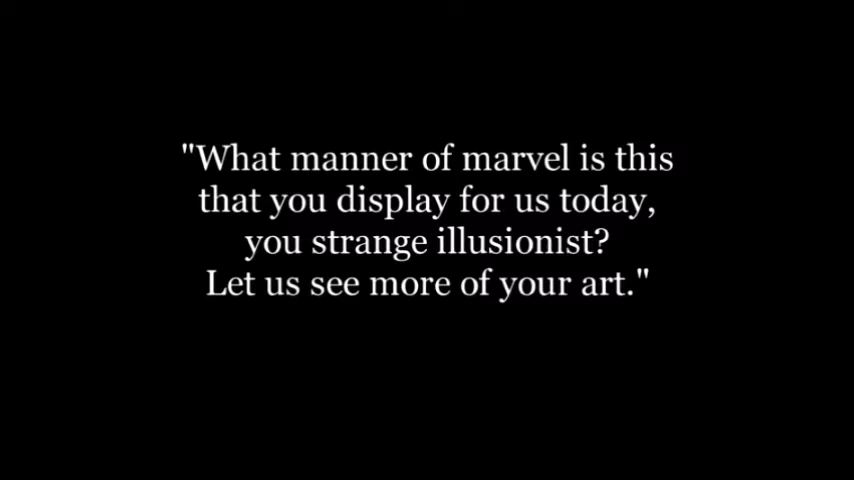 "What manner of marvel is this
that you display for us today,
you strange illusionist?
Let us see more of your art."